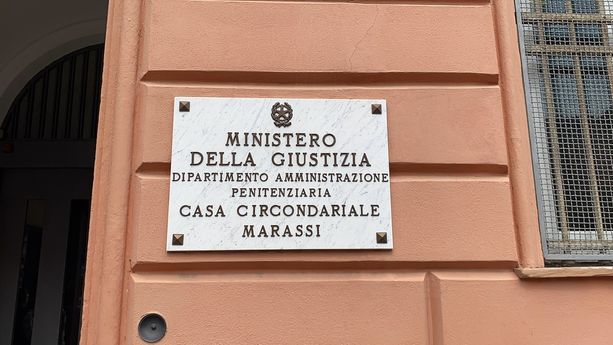 MINISTERO
DELLA GIUSTIZIA
DIPARTIMENTO AMMINISTRAZIONE
PENITENZIARIA
CASA CIRCONDARIALE
MARASSI